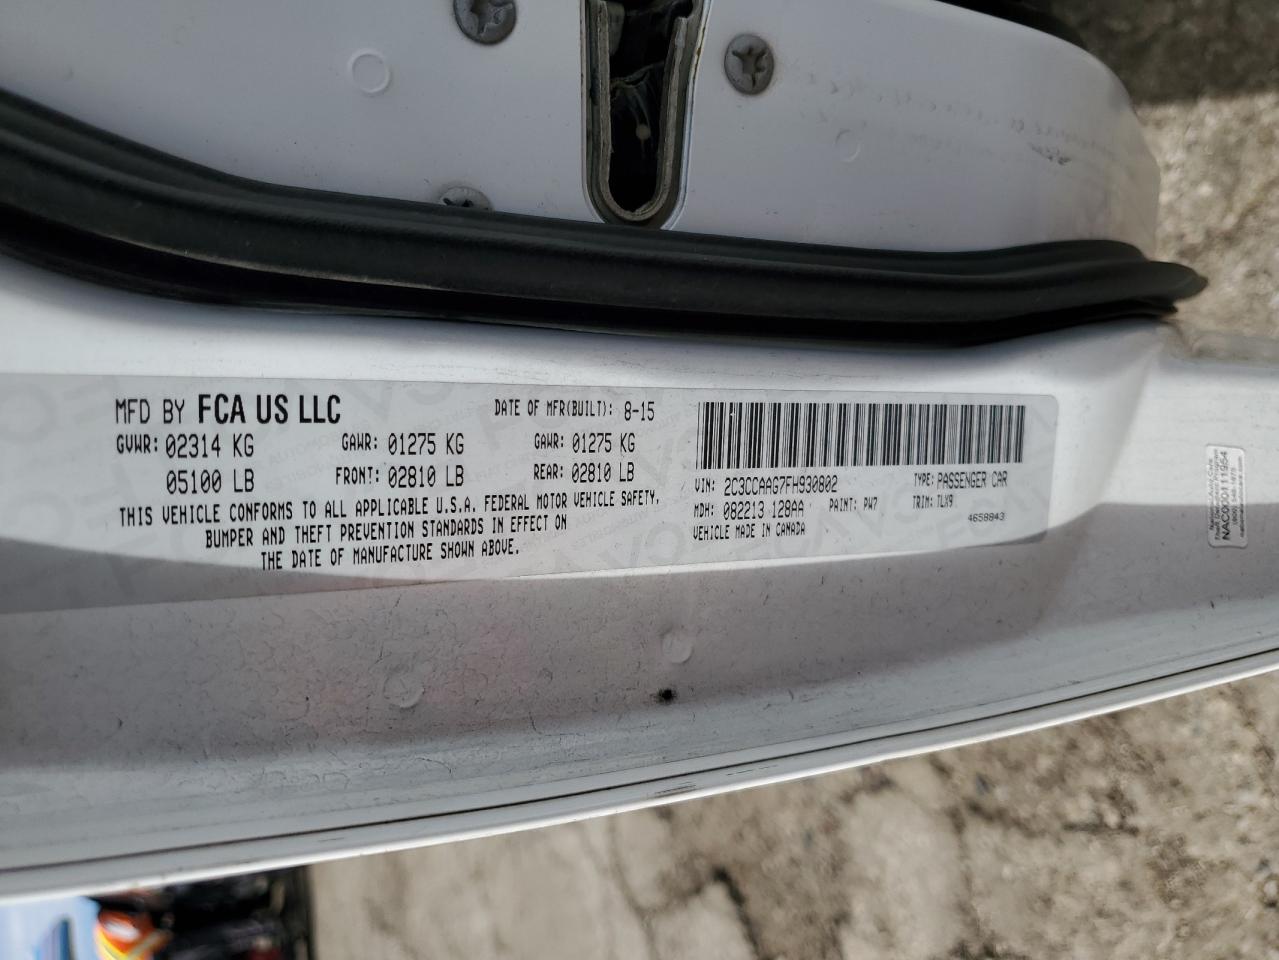 MFD BY FCA US LLC DATE OF MFR(BUILT): 8-15
GVWR: 02314 KG GAWR: 01275 KG GAWR: 01275 KG
05100 LB FRONT: 02810 LB REAR: 02810 LB
THIS VEHICLE CONFORMS TO ALL APPLICABLE U.S.A. FEDERAL MOTOR VEHICLE SAFETY,
BUMPER AND THEFT PREVENTION STANDARDS IN EFFECT ON
THE DATE OF MANUFACTURE SHOWN ABOVE.
VIN: 2C3CCAAG7FH930802 TYPE: PASSENGER CAR
MDH: 082213 128AA PAINT: PW7 TRIM: TLX9
VEHICLE MADE IN CANADA 4658843
NAC00011954